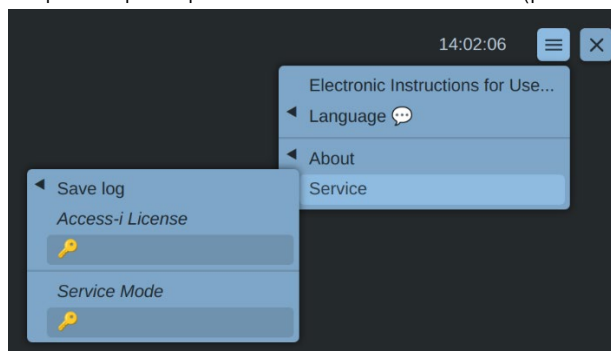 14:02:06
Electronic Instructions for Use...
Language
About
Service
Save log
Access-i License
Service Mode